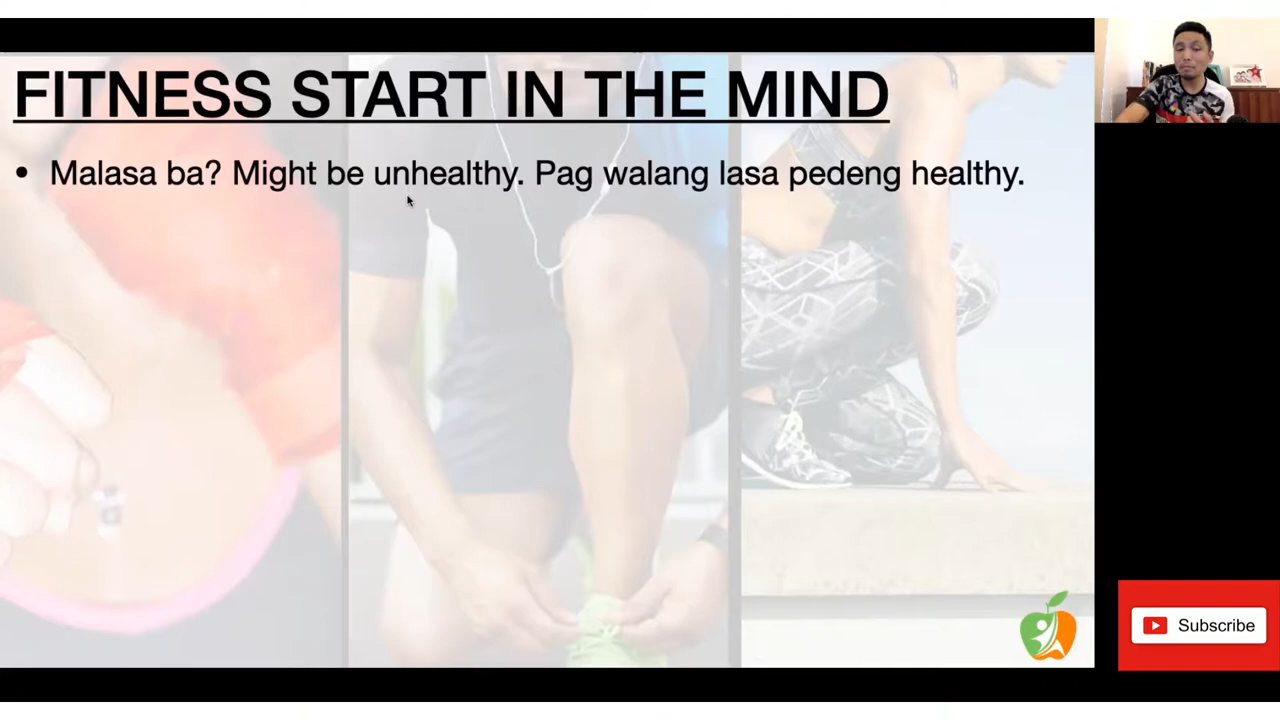 FITNESS START IN THE MIND
• Malasa ba? Might be unhealthy. Pag walang lasa pedeng healthy.
Subscribe